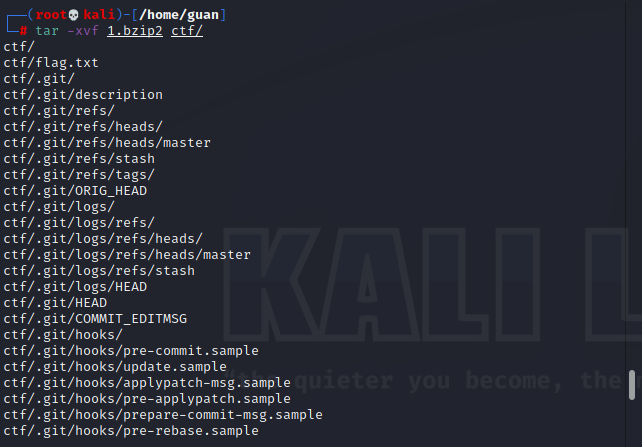 ┌──(root💀kali)-[/home/guan]
└─# tar -xvf 1.bzip2 ctf/
ctf/
ctf/flag.txt
ctf/.git/
ctf/.git/description
ctf/.git/refs/
ctf/.git/refs/heads/
ctf/.git/refs/heads/master
ctf/.git/refs/stash
ctf/.git/refs/tags/
ctf/.git/ORIG_HEAD
ctf/.git/logs/
ctf/.git/logs/refs/
ctf/.git/logs/refs/heads/
ctf/.git/logs/refs/heads/master
ctf/.git/logs/refs/stash
ctf/.git/logs/HEAD
ctf/.git/HEAD
ctf/.git/COMMIT_EDITMSG
ctf/.git/hooks/
ctf/.git/hooks/pre-commit.sample
ctf/.git/hooks/update.sample
ctf/.git/hooks/applypatch-msg.sample
ctf/.git/hooks/pre-applypatch.sample
ctf/.git/hooks/prepare-commit-msg.sample
ctf/.git/hooks/pre-rebase.sample
KALI L
"the quieter you become, the